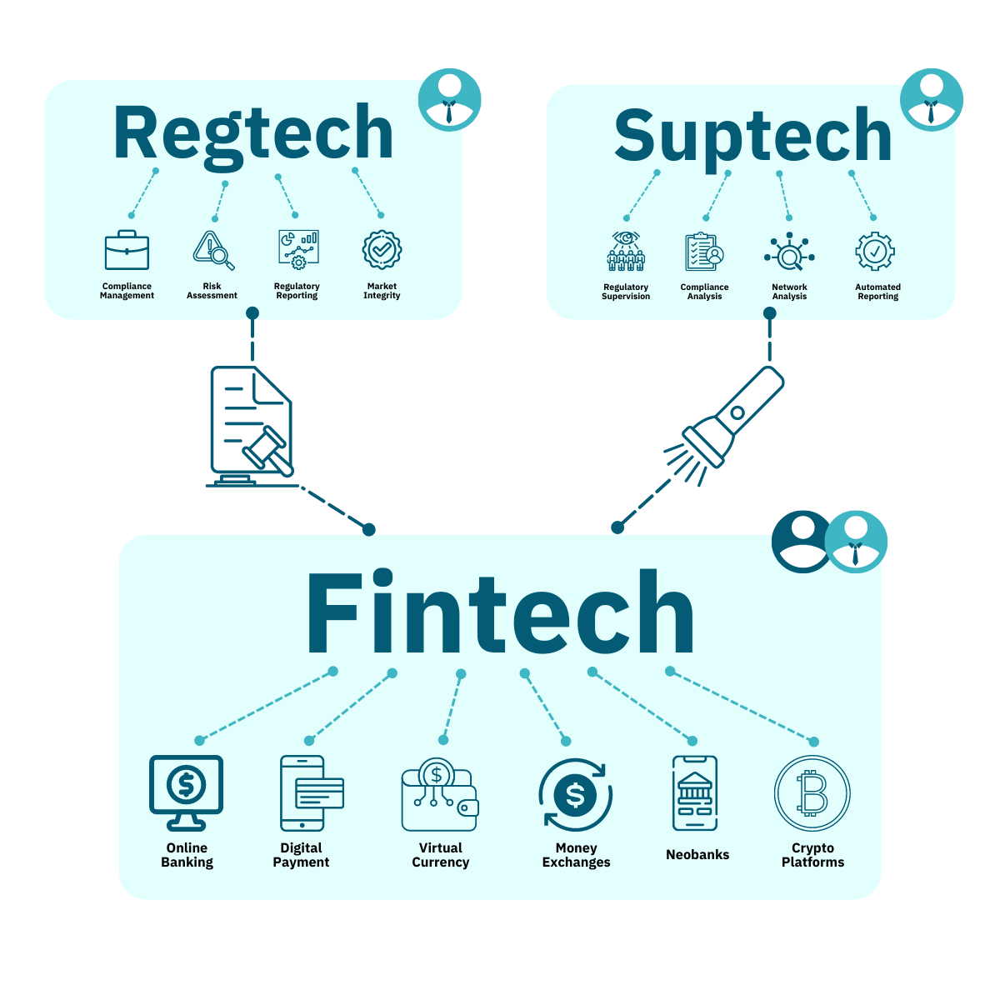 Regtech
Compliance
Management
Risk
Assessment
Regulatory
Reporting
Market
Integrity
Suptech
Regulatory
Supervision
Compliance
Analysis
Network
Analysis
Automated
Reporting
Fintech
Online
Banking
Digital
Payment
Virtual
Currency
Money
Exchanges
Neobanks
Crypto
Platforms